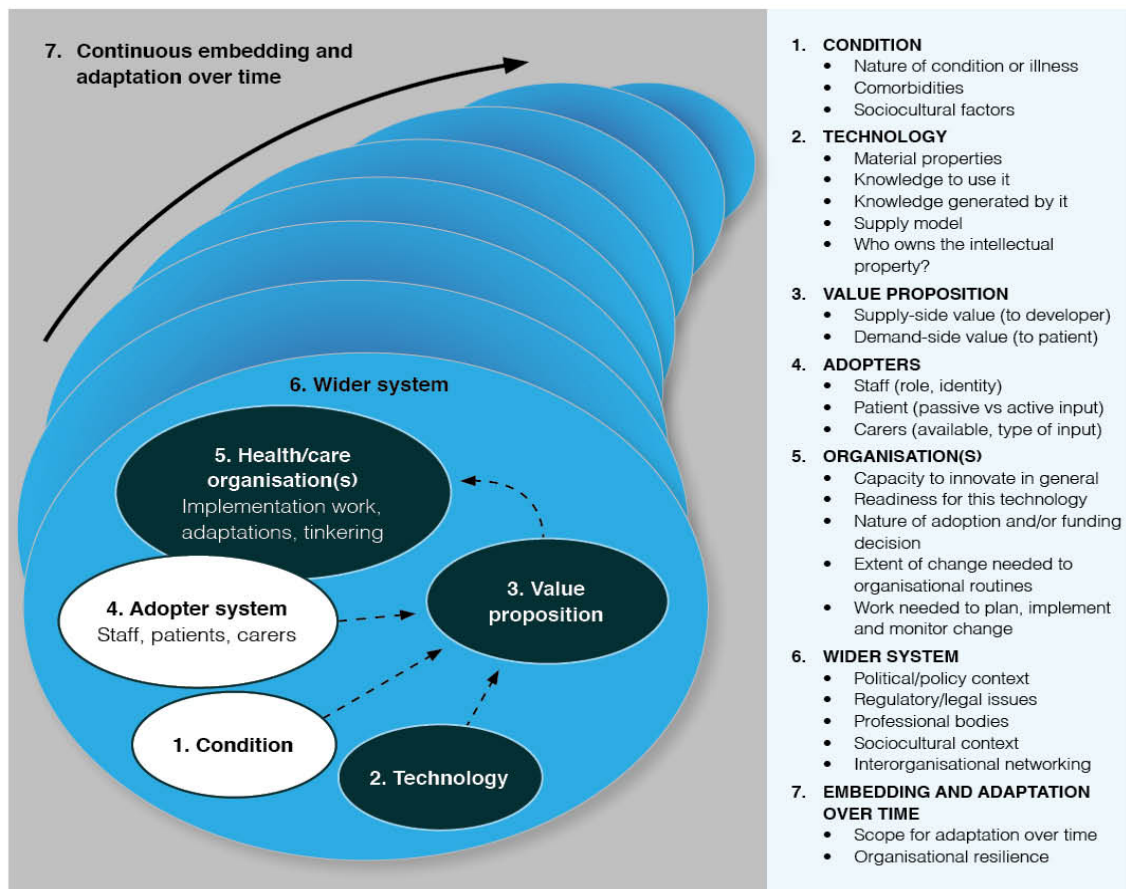 7. Continuous embedding and
adaptation over time
6. Wider system
5. Health/care
organisation(s)
Implementation work,
adaptations, tinkering
4. Adopter system
Staff, patients, carers
3. Value
proposition
1. Condition
2. Technology
1. CONDITION
• Nature of condition or illness
• Comorbidities
• Sociocultural factors
2. TECHNOLOGY
• Material properties
• Knowledge to use it
• Knowledge generated by it
• Supply model
• Who owns the intellectual
property?
3. VALUE PROPOSITION
• Supply-side value (to developer)
• Demand-side value (to patient)
4. ADOPTERS
• Staff (role, identity)
• Patient (passive vs active input)
• Carers (available, type of input)
5. ORGANISATION(S)
• Capacity to innovate in general
• Readiness for this technology
• Nature of adoption and/or funding
decision
• Extent of change needed to
organisational routines
• Work needed to plan, implement
and monitor change
6. WIDER SYSTEM
• Political/policy context
• Regulatory/legal issues
• Professional bodies
• Sociocultural context
• Interorganisational networking
7. EMBEDDING AND ADAPTATION
OVER TIME
• Scope for adaptation over time
• Organisational resilience